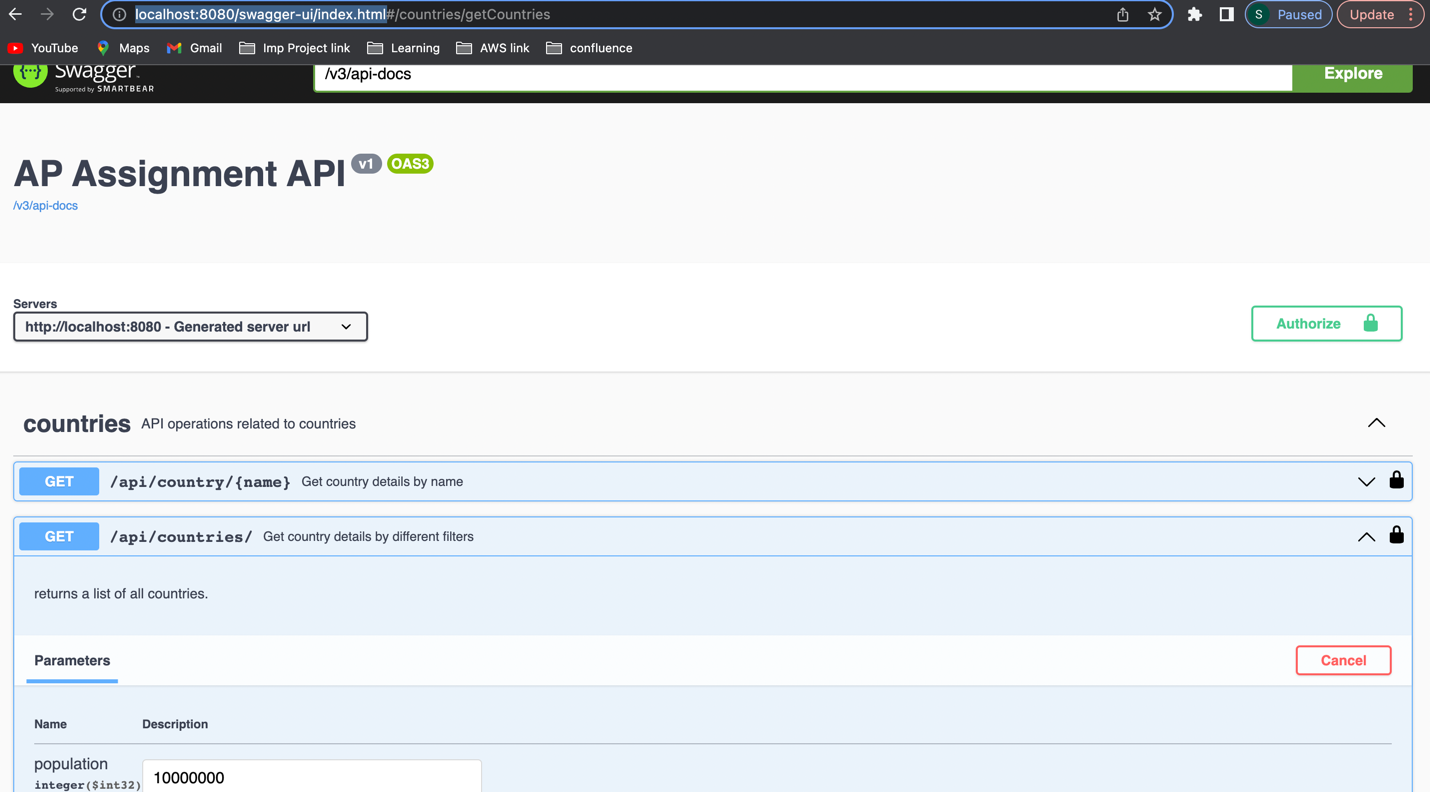 localhost:8080/swagger-ui/index.html#/countries/getCountries
S Paused
Update
YouTube Maps Gmail Imp Project link Learning AWS link confluence
Swagger
Supported by SMARTBEAR
/v3/api-docs
Explore
AP Assignment API v1 OAS3
/v3/api-docs
Servers
http://localhost:8080 - Generated server url
Authorize
countries API operations related to countries
GET /api/country/{name} Get country details by name
GET /api/countries/ Get country details by different filters
returns a list of all countries.
Parameters
Cancel
Name Description
population
integer($int32)
10000000